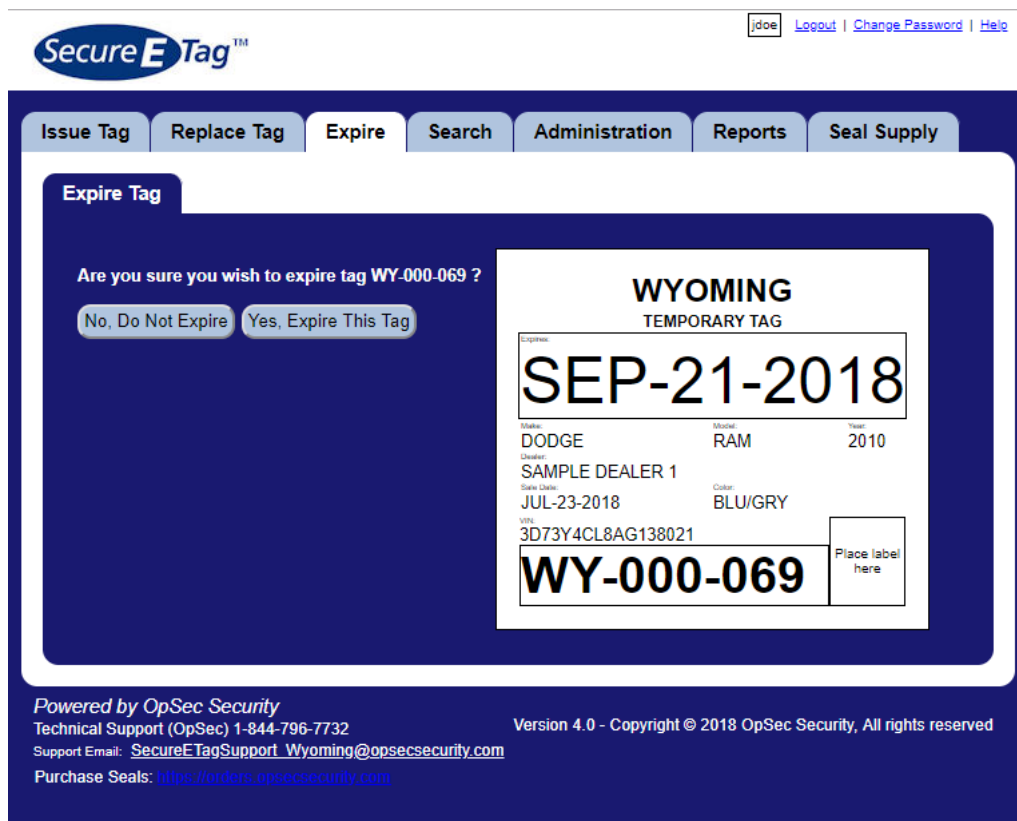 Secure E Tag™
jdoe Logout | Change Password | Help
Issue Tag Replace Tag Expire Search Administration Reports Seal Supply
Expire Tag
Are you sure you wish to expire tag WY-000-069 ?
No, Do Not Expire Yes, Expire This Tag
WYOMING
TEMPORARY TAG
Expires:
SEP-21-2018
Make: Model: Year:
DODGE RAM 2010
Dealer:
SAMPLE DEALER 1
Sale Date: Color:
JUL-23-2018 BLU/GRY
VIN:
3D73Y4CL8AG138021
WY-000-069
Place label
here
Powered by OpSec Security
Technical Support (OpSec) 1-844-796-7732
Support Email: SecureETagSupport_Wyoming@opsecsecurity.com
Purchase Seals: https://orders.opsecsecurity.com
Version 4.0 - Copyright © 2018 OpSec Security, All rights reserved